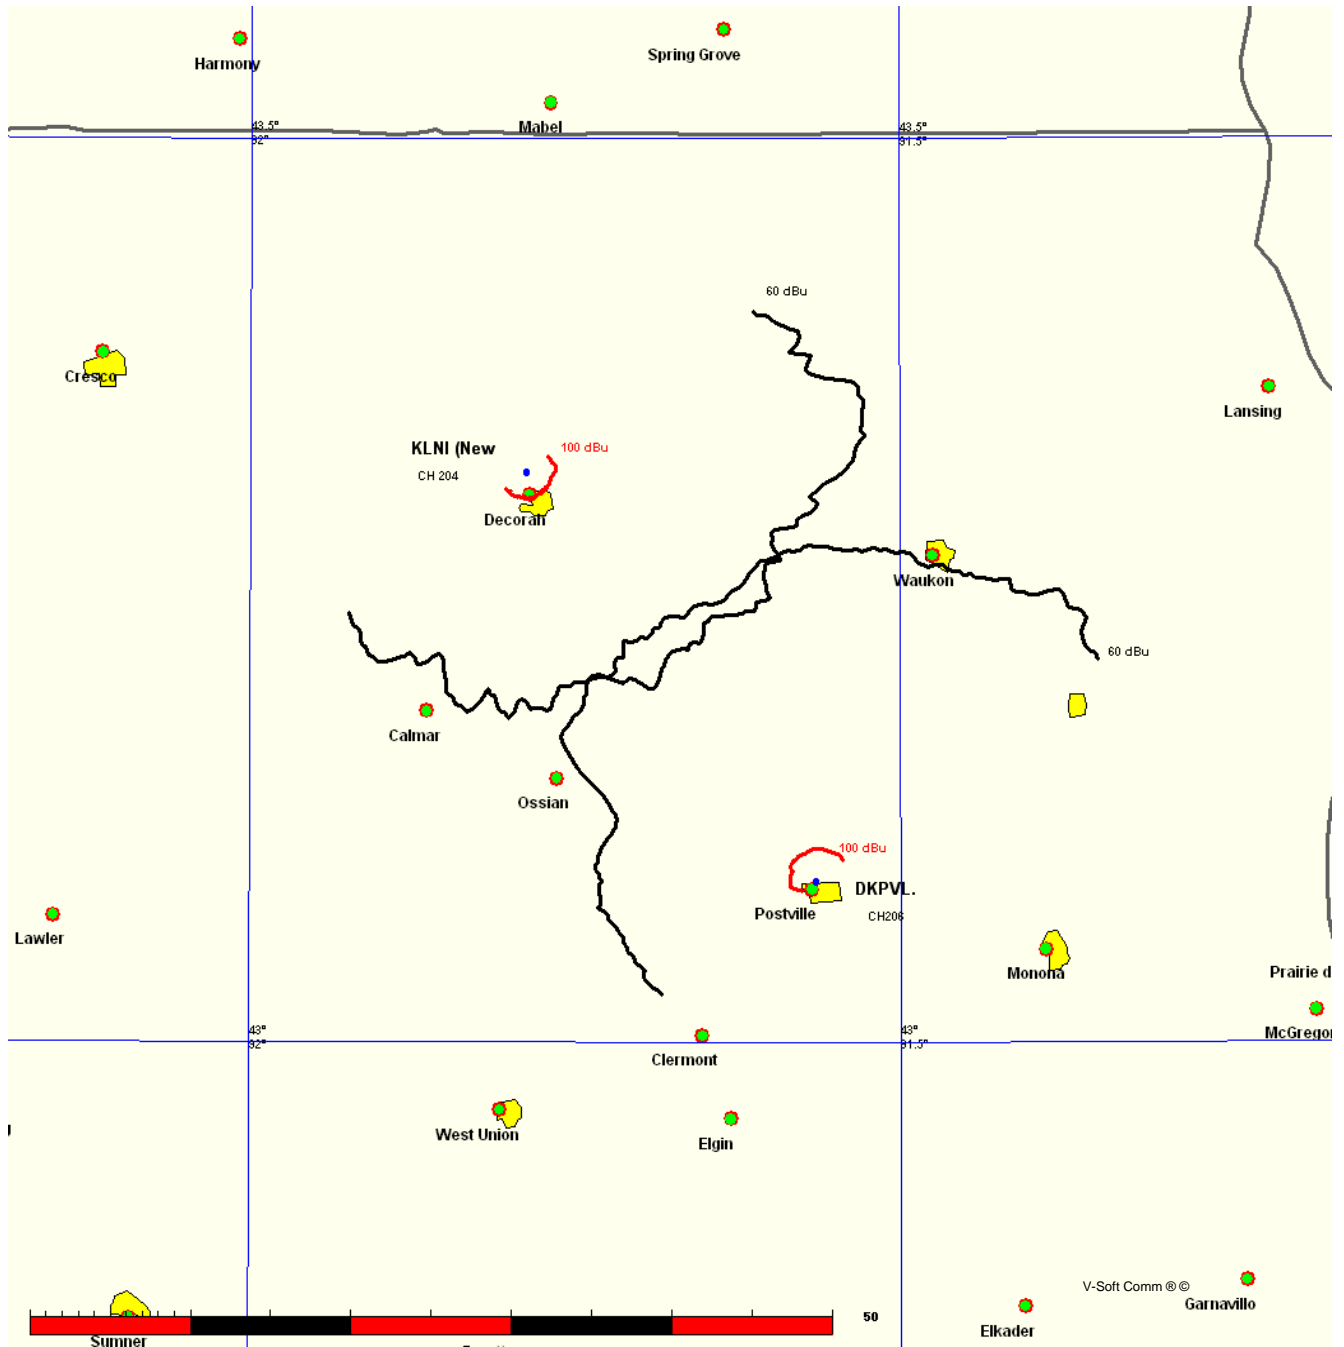 Harmony
Spring Grove
Mabel
43.5°
92°
43.5°
91.5°
60 dBu
Cresco
Lansing
KLNI (New
100 dBu
CH 204
Decorah
Waukon
60 dBu
Calmar
Ossian
100 dBu
DKPVL.
Postville
CH206
Lawler
Monona
Prairie d
McGregor
43°
92°
43°
91.5°
Clermont
West Union
Elgin
V-Soft Comm ® ©
Garnavillo
50
Elkader
Sumner